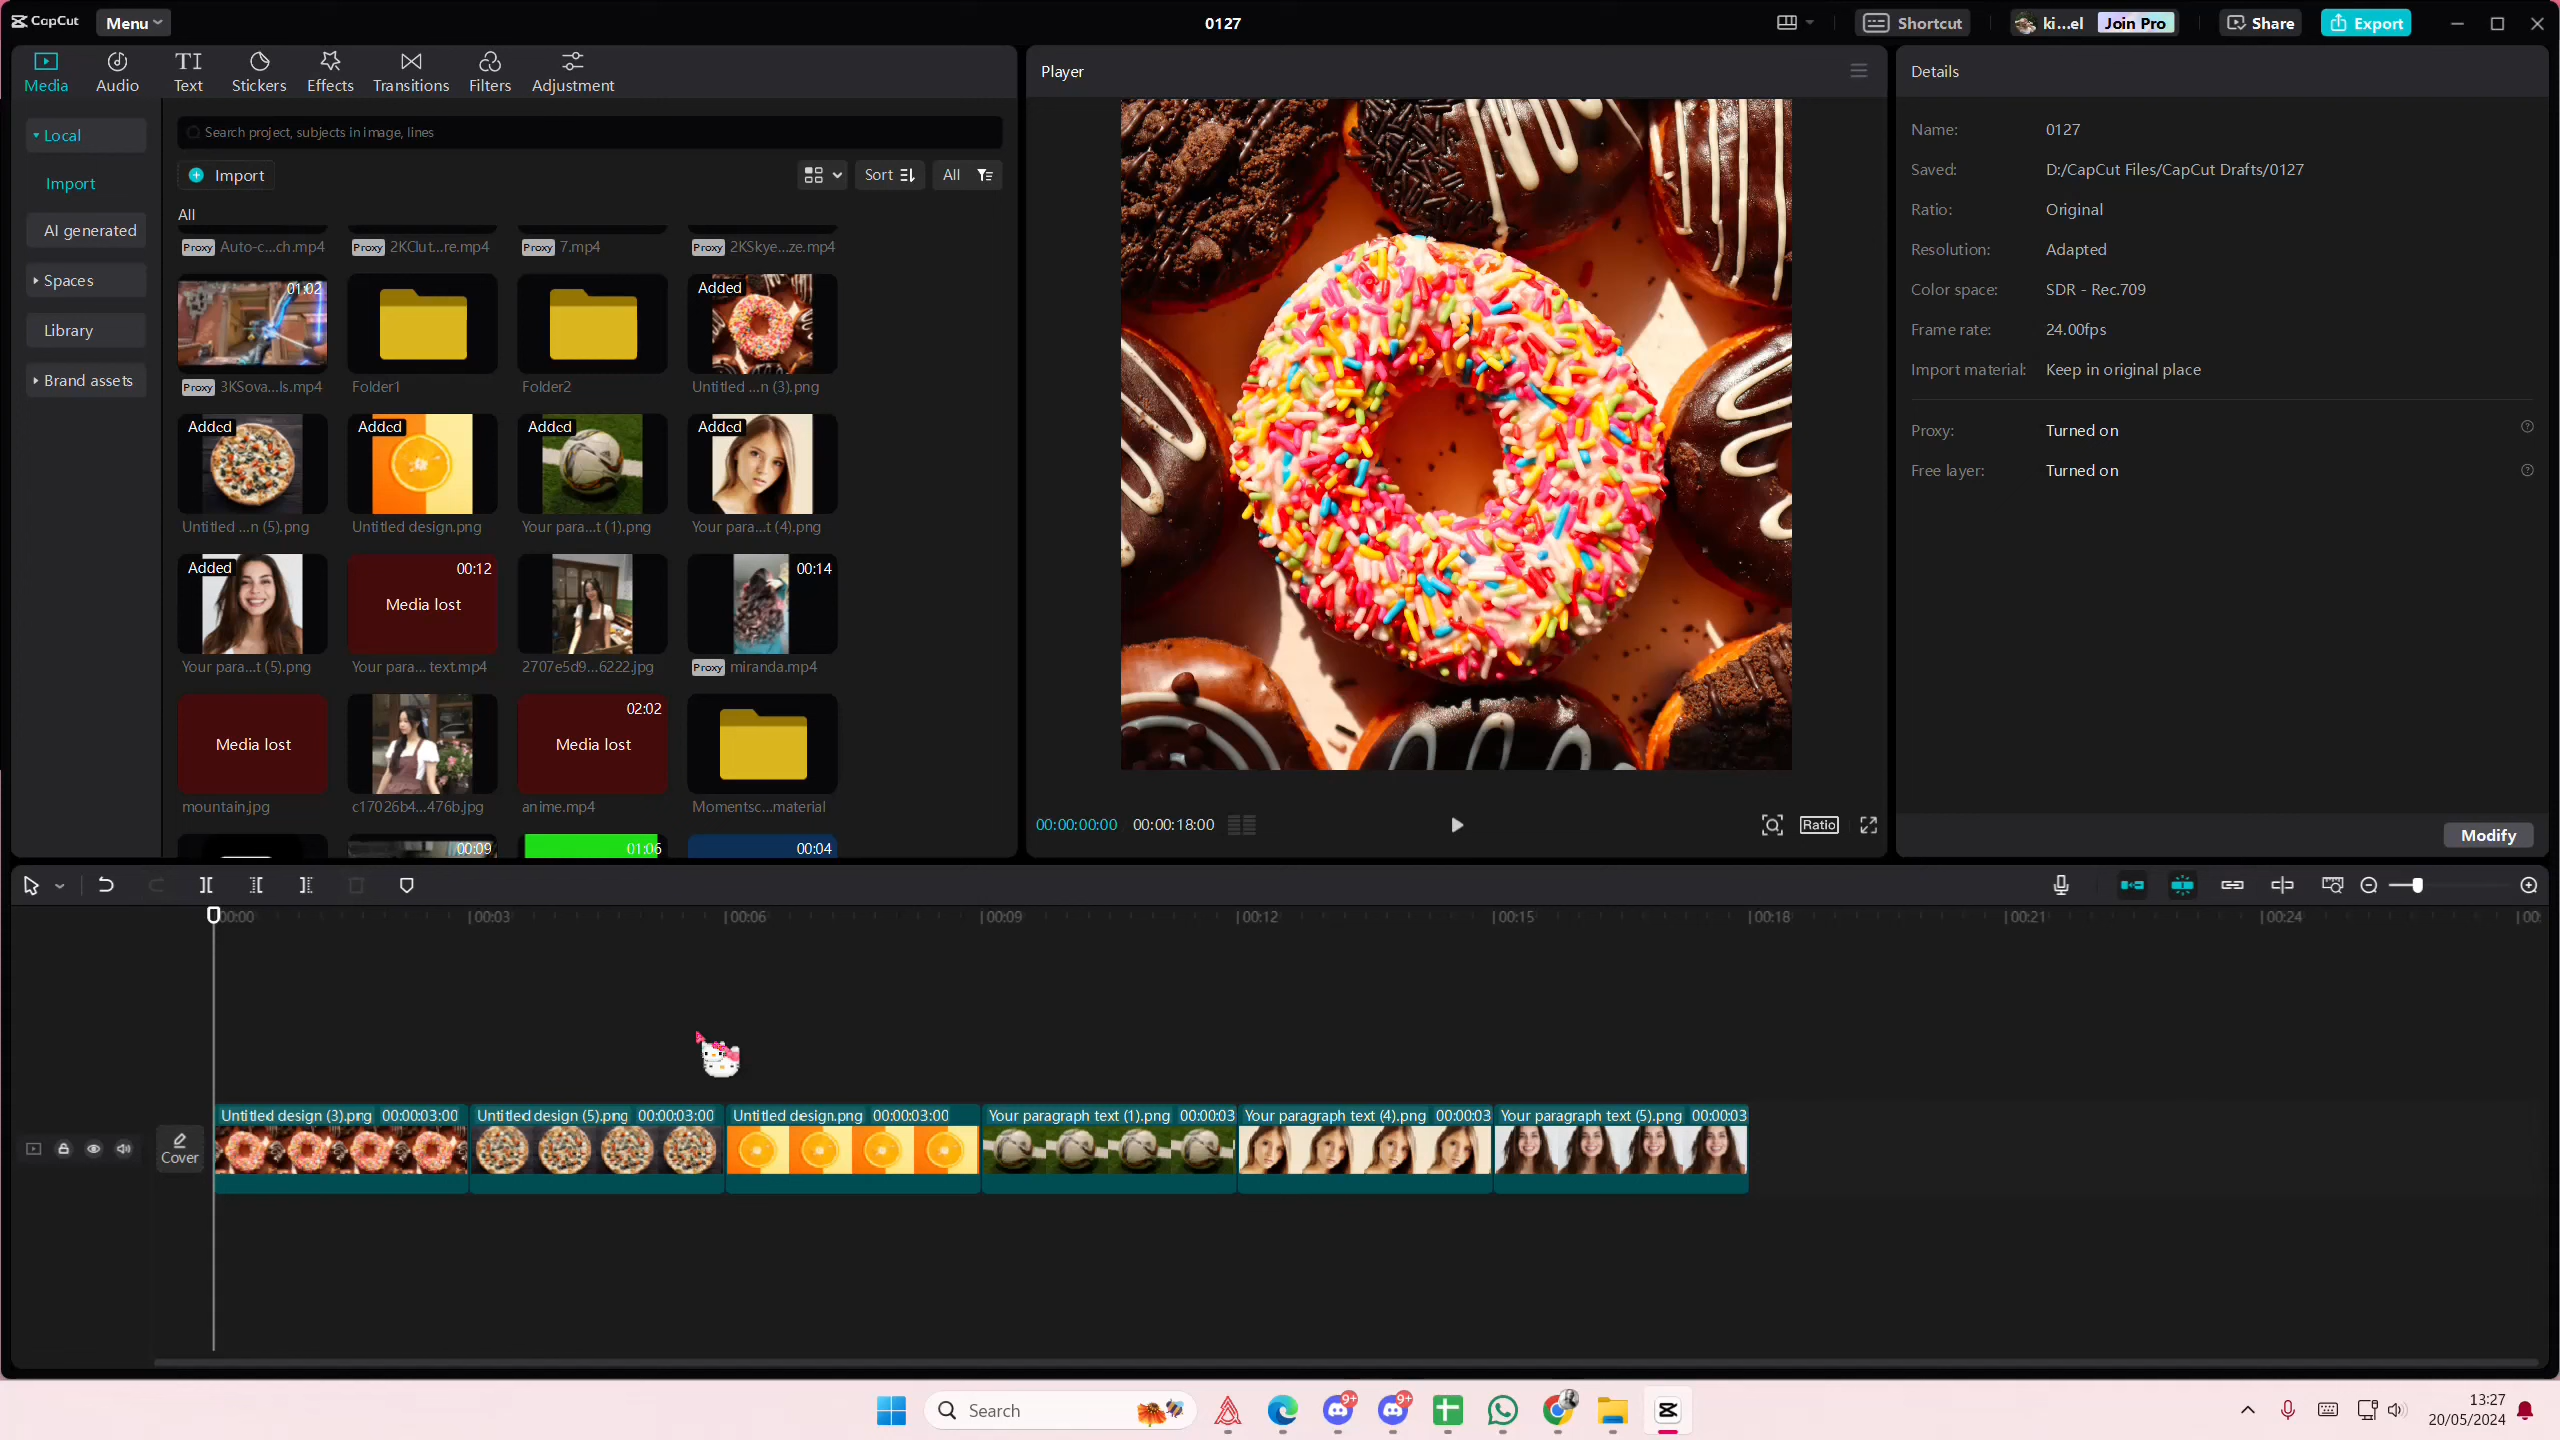 CapCut
Menu
0127
Shortcut
ki...el
Join Pro
Share
Export
Media
Audio
TI
Text
Stickers
Effects
Transitions
Filters
Adjustment
Local
Import
AI generated
Spaces
Library
Brand assets
Search project, subjects in image, lines
Import
Sort
All
All
Proxy Auto-c...ch.mp4
Proxy 2KClut...re.mp4
Proxy 7.mp4
Proxy 2KSkye...ze.mp4
01:02
Added
Proxy 3KSova...ls.mp4
Folder1
Folder2
Untitled ...n (3).png
Added
Added
Added
Added
Untitled ...n (5).png
Untitled design.png
Your para...t (1).png
Your para...t (4).png
Added
00:12
Media lost
00:14
Your para...t (5).png
Your para... text.mp4
2707e5d9...6222.jpg
Proxy miranda.mp4
Media lost
02:02
Media lost
mountain.jpg
c17026b4...476b.jpg
anime.mp4
Momentsc...material
00:09
01:06
00:04
Player
00:00:00:00
00:00:18:00
Ratio
Details
Name: 0127
Saved: D:/CapCut Files/CapCut Drafts/0127
Ratio: Original
Resolution: Adapted
Color space: SDR - Rec.709
Frame rate: 24.00fps
Import material: Keep in original place
Proxy: Turned on
Free layer: Turned on
Modify
00:00
00:03
00:06
00:09
00:12
00:15
00:18
00:21
00:24
00:
Cover
Untitled design (3).png 00:00:03:00
Untitled design (5).png 00:00:03:00
Untitled design.png 00:00:03:00
Your paragraph text (1).png 00:00:03
Your paragraph text (4).png 00:00:03
Your paragraph text (5).png 00:00:03
Search
9+
9+
13:27
20/05/2024